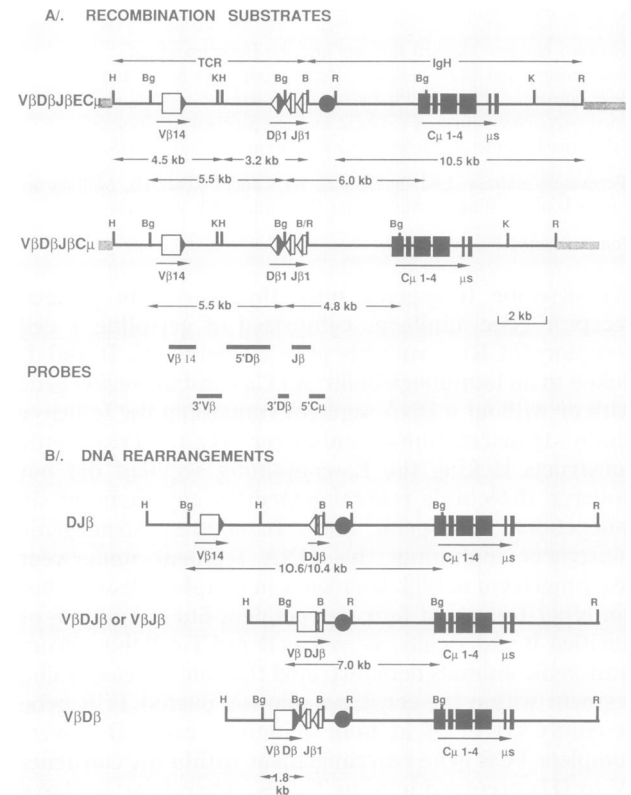 A/. RECOMBINATION SUBSTRATES
TCR IgH
H Bg KH Bg B R Bg K R
VβDβJβECμ
Vβ14 Dβ1 Jβ1 Cμ 1-4 μs
4.5 kb 3.2 kb 10.5 kb
5.5 kb 6.0 kb
H Bg KH Bg B/R Bg K R
VβDβJβCμ
Vβ14 Dβ1 Jβ1 Cμ 1-4 μs
5.5 kb 4.8 kb
2 kb
Vβ 14 5'Dβ Jβ
PROBES
3'Vβ 3'Dβ 5'Cμ
B/. DNA REARRANGEMENTS
H Bg H B R Bg R
DJβ
Vβ14 DJβ Cμ 1-4 μs
10.6/10.4 kb
H Bg B R Bg R
VβDJβ or VβJβ
Vβ DJβ Cμ 1-4 μs
7.0 kb
H Bg Bg B R Bg R
VβDβ
Vβ Dβ Jβ1 Cμ 1-4 μs
1.8
kb